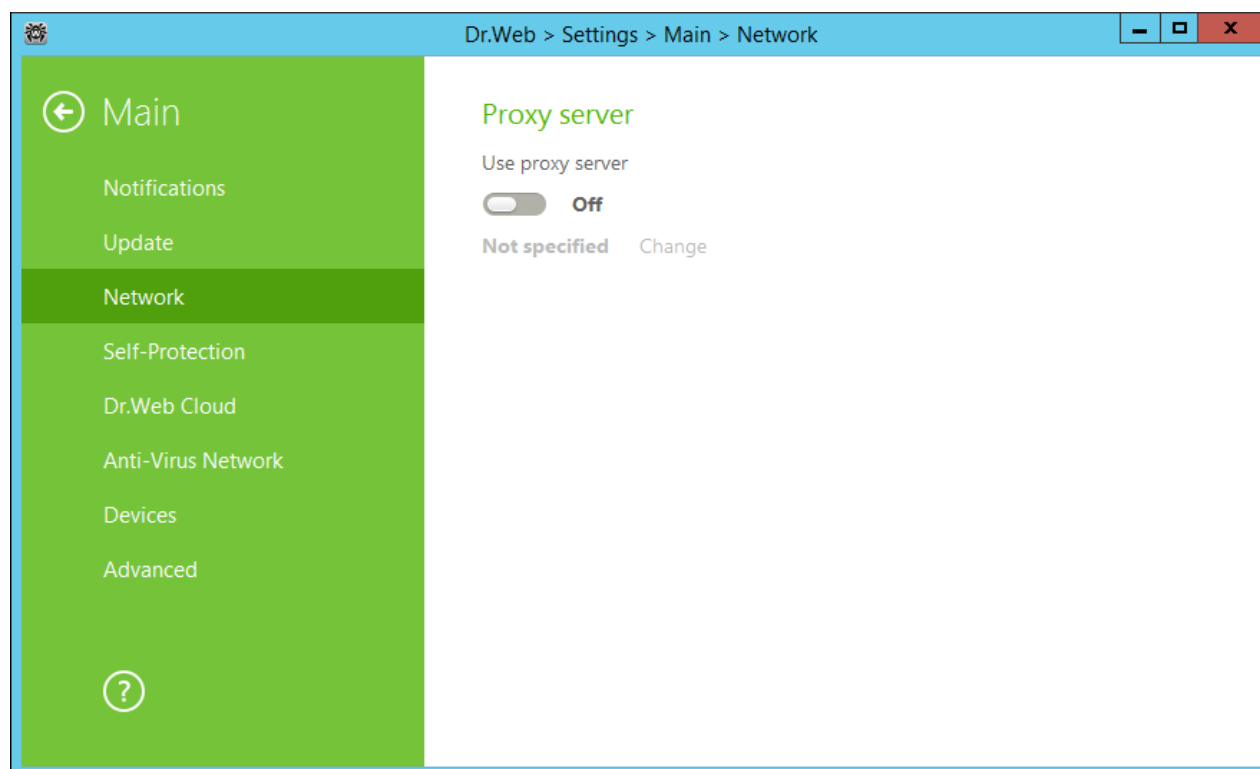 Dr.Web > Settings > Main > Network
Main
Notifications
Update
Network
Self-Protection
Dr.Web Cloud
Anti-Virus Network
Devices
Advanced
?
Proxy server
Use proxy server
Off
Not specified Change